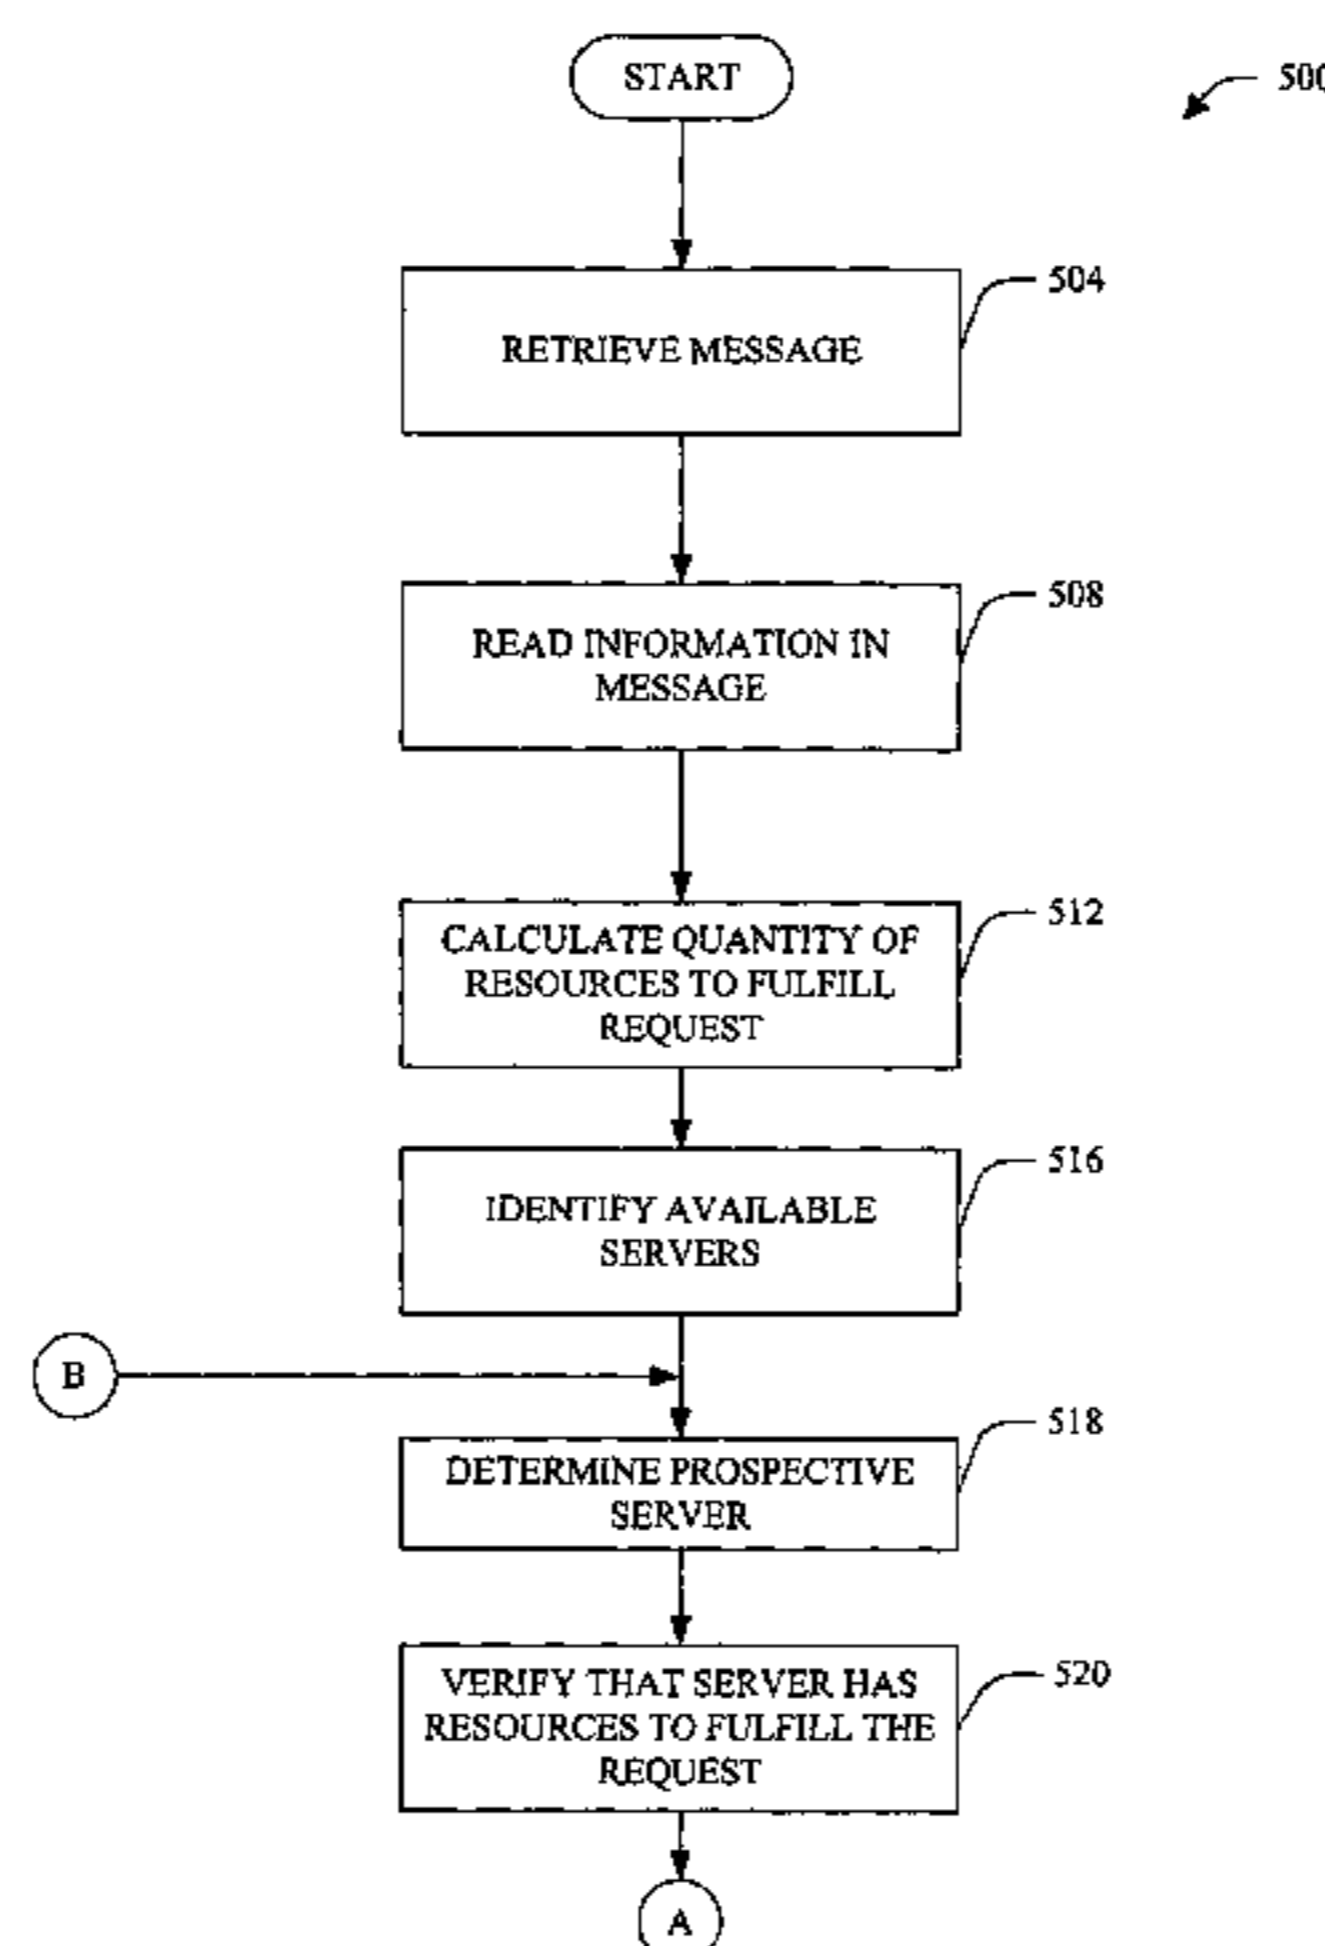 START
500
504
RETRIEVE MESSAGE
508
READ INFORMATION IN
MESSAGE
512
CALCULATE QUANTITY OF
RESOURCES TO FULFILL
REQUEST
516
IDENTIFY AVAILABLE
SERVERS
B
518
DETERMINE PROSPECTIVE
SERVER
520
VERIFY THAT SERVER HAS
RESOURCES TO FULFILL THE
REQUEST
A